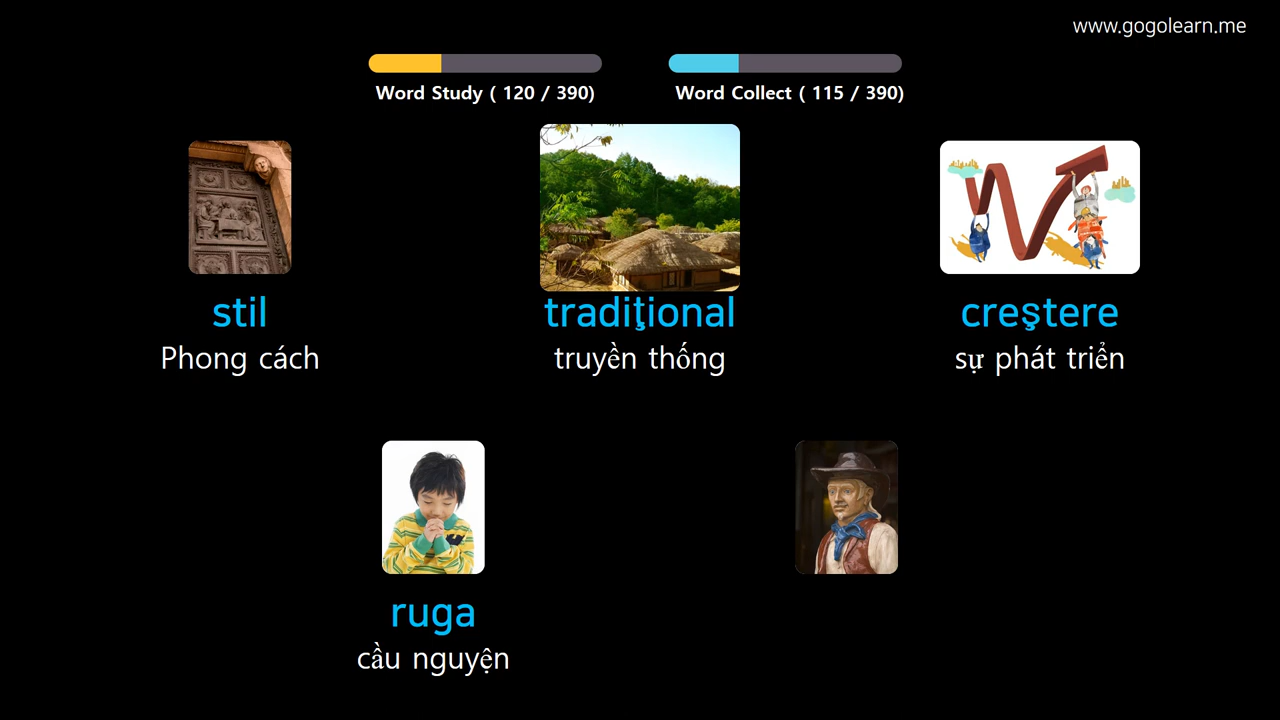 www.gogolearn.me
Word Study ( 120 / 390)
Word Collect ( 115 / 390)
stil
Phong cách
tradiţional
truyền thống
creştere
sự phát triển
ruga
cầu nguyện